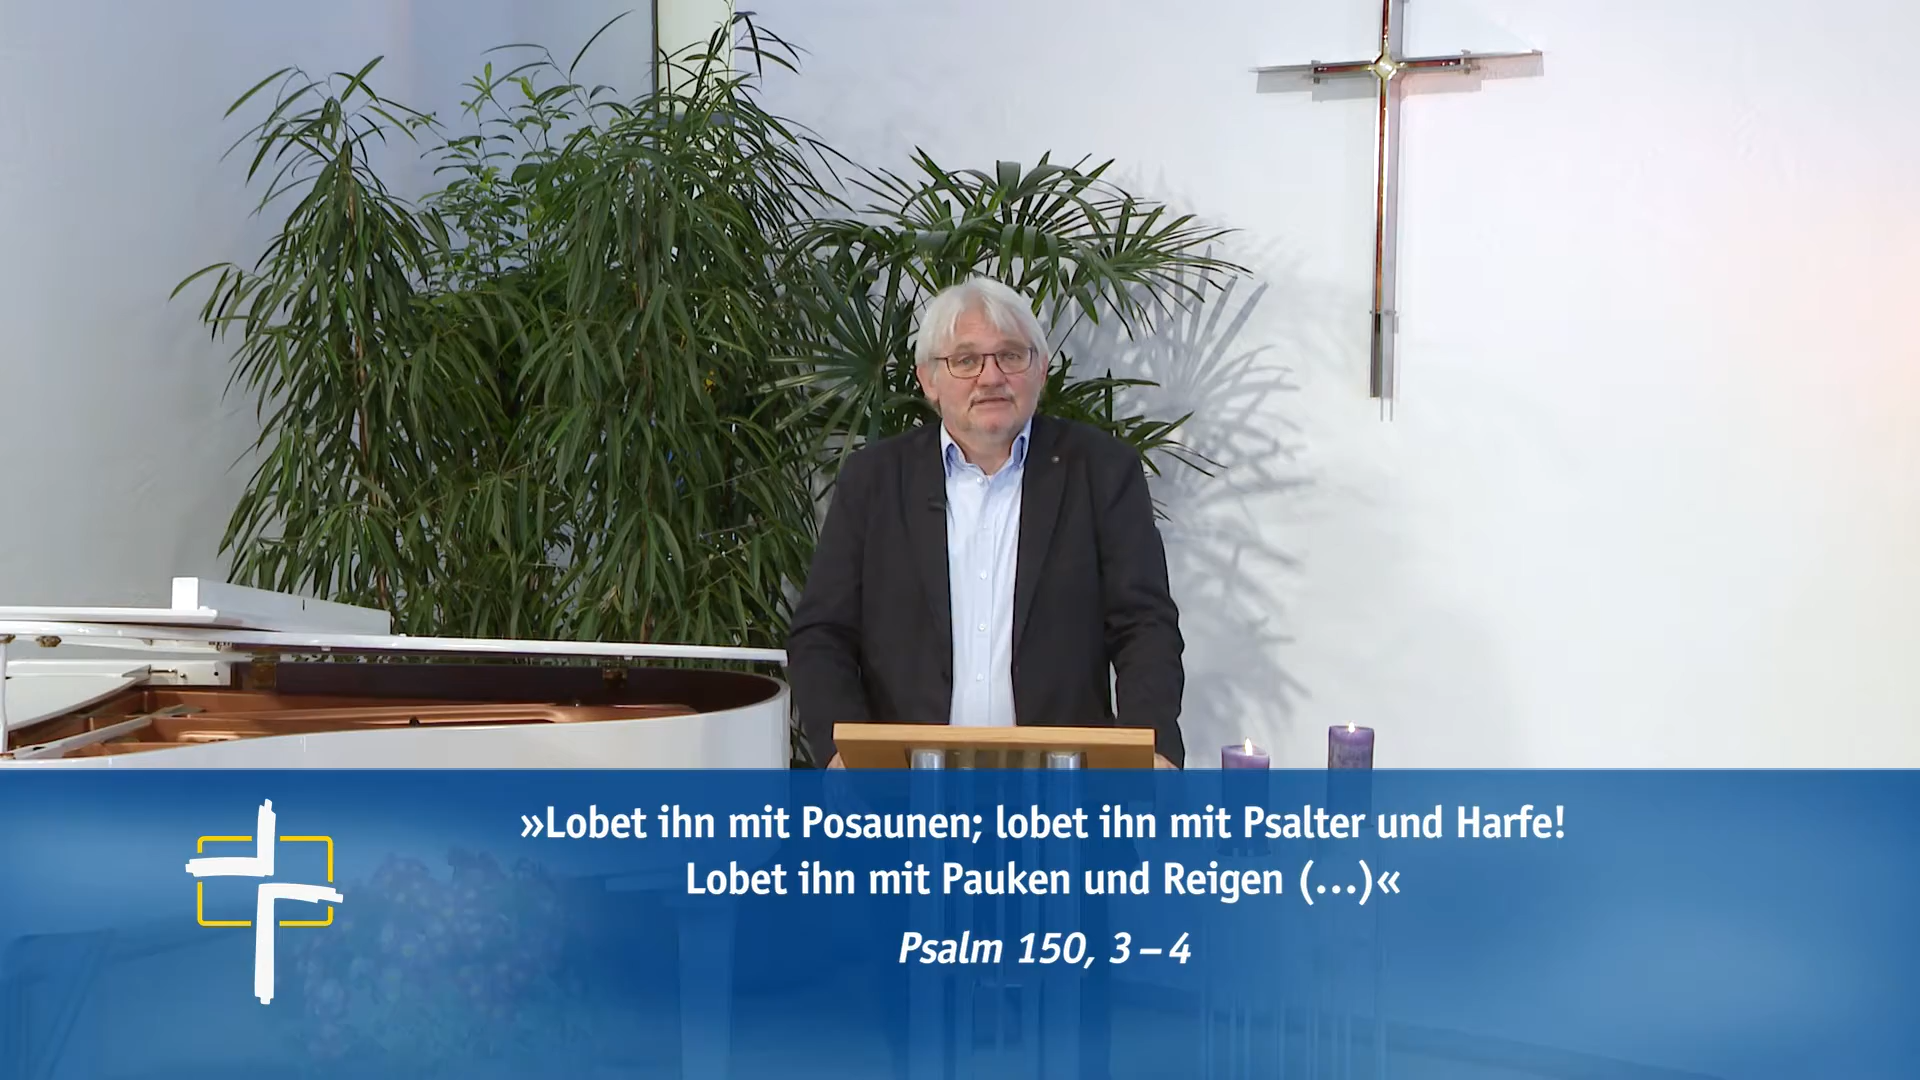 »Lobet ihn mit Posaunen; lobet ihn mit Psalter und Harfe!
Lobet ihn mit Pauken und Reigen (...)«
Psalm 150, 3 – 4